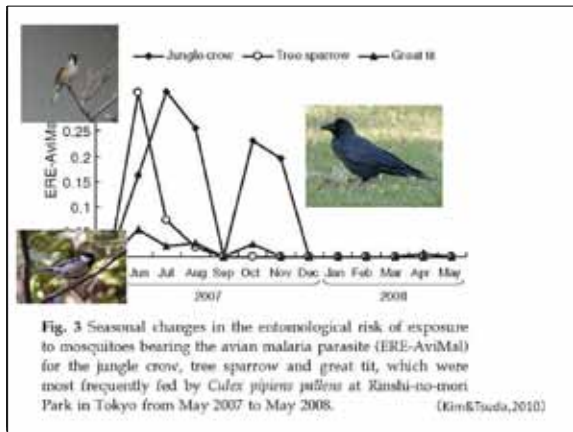 Jungle crow Tree sparrow Great tit
ERE-AviMal
0.25
0.2
0.15
0.1
Jun Jul Aug Sep Oct Nov Dec Jan Feb Mar Apr May
2007 2008
Fig. 3 Seasonal changes in the entomological risk of exposure
to mosquitoes bearing the avian malaria parasite (ERE-AviMal)
for the jungle crow, tree sparrow and great tit, which were
most frequently fed by Culex pipiens pallens at Rinshi-no-mori
Park in Tokyo from May 2007 to May 2008.
(Kim&Tsuda,2010)